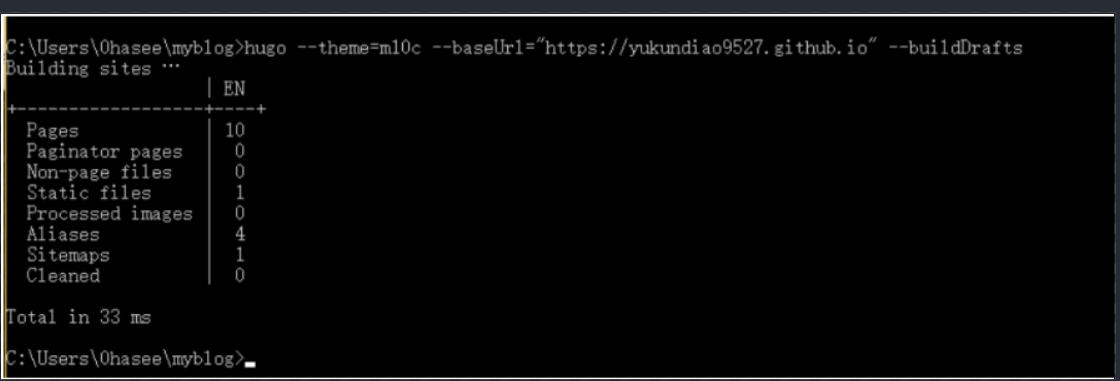 C:\Users\0hasee\myblog>hugo --theme=m10c --baseUrl="https://yukundiao9527.github.io" --buildDrafts
Building sites …
| EN
+------------------+----+
Pages | 10
Paginator pages | 0
Non-page files | 0
Static files | 1
Processed images | 0
Aliases | 4
Sitemaps | 1
Cleaned | 0
Total in 33 ms
C:\Users\0hasee\myblog>